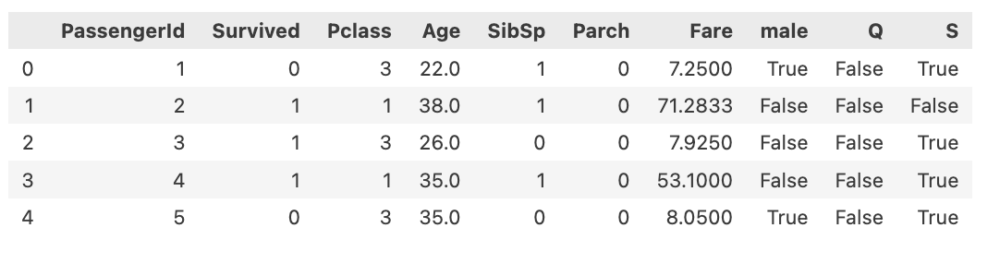 PassengerId Survived Pclass Age SibSp Parch Fare male Q S
0 1 0 3 22.0 1 0 7.2500 True False True
1 2 1 1 38.0 1 0 71.2833 False False False
2 3 1 3 26.0 0 0 7.9250 False False True
3 4 1 1 35.0 1 0 53.1000 False False True
4 5 0 3 35.0 0 0 8.0500 True False True